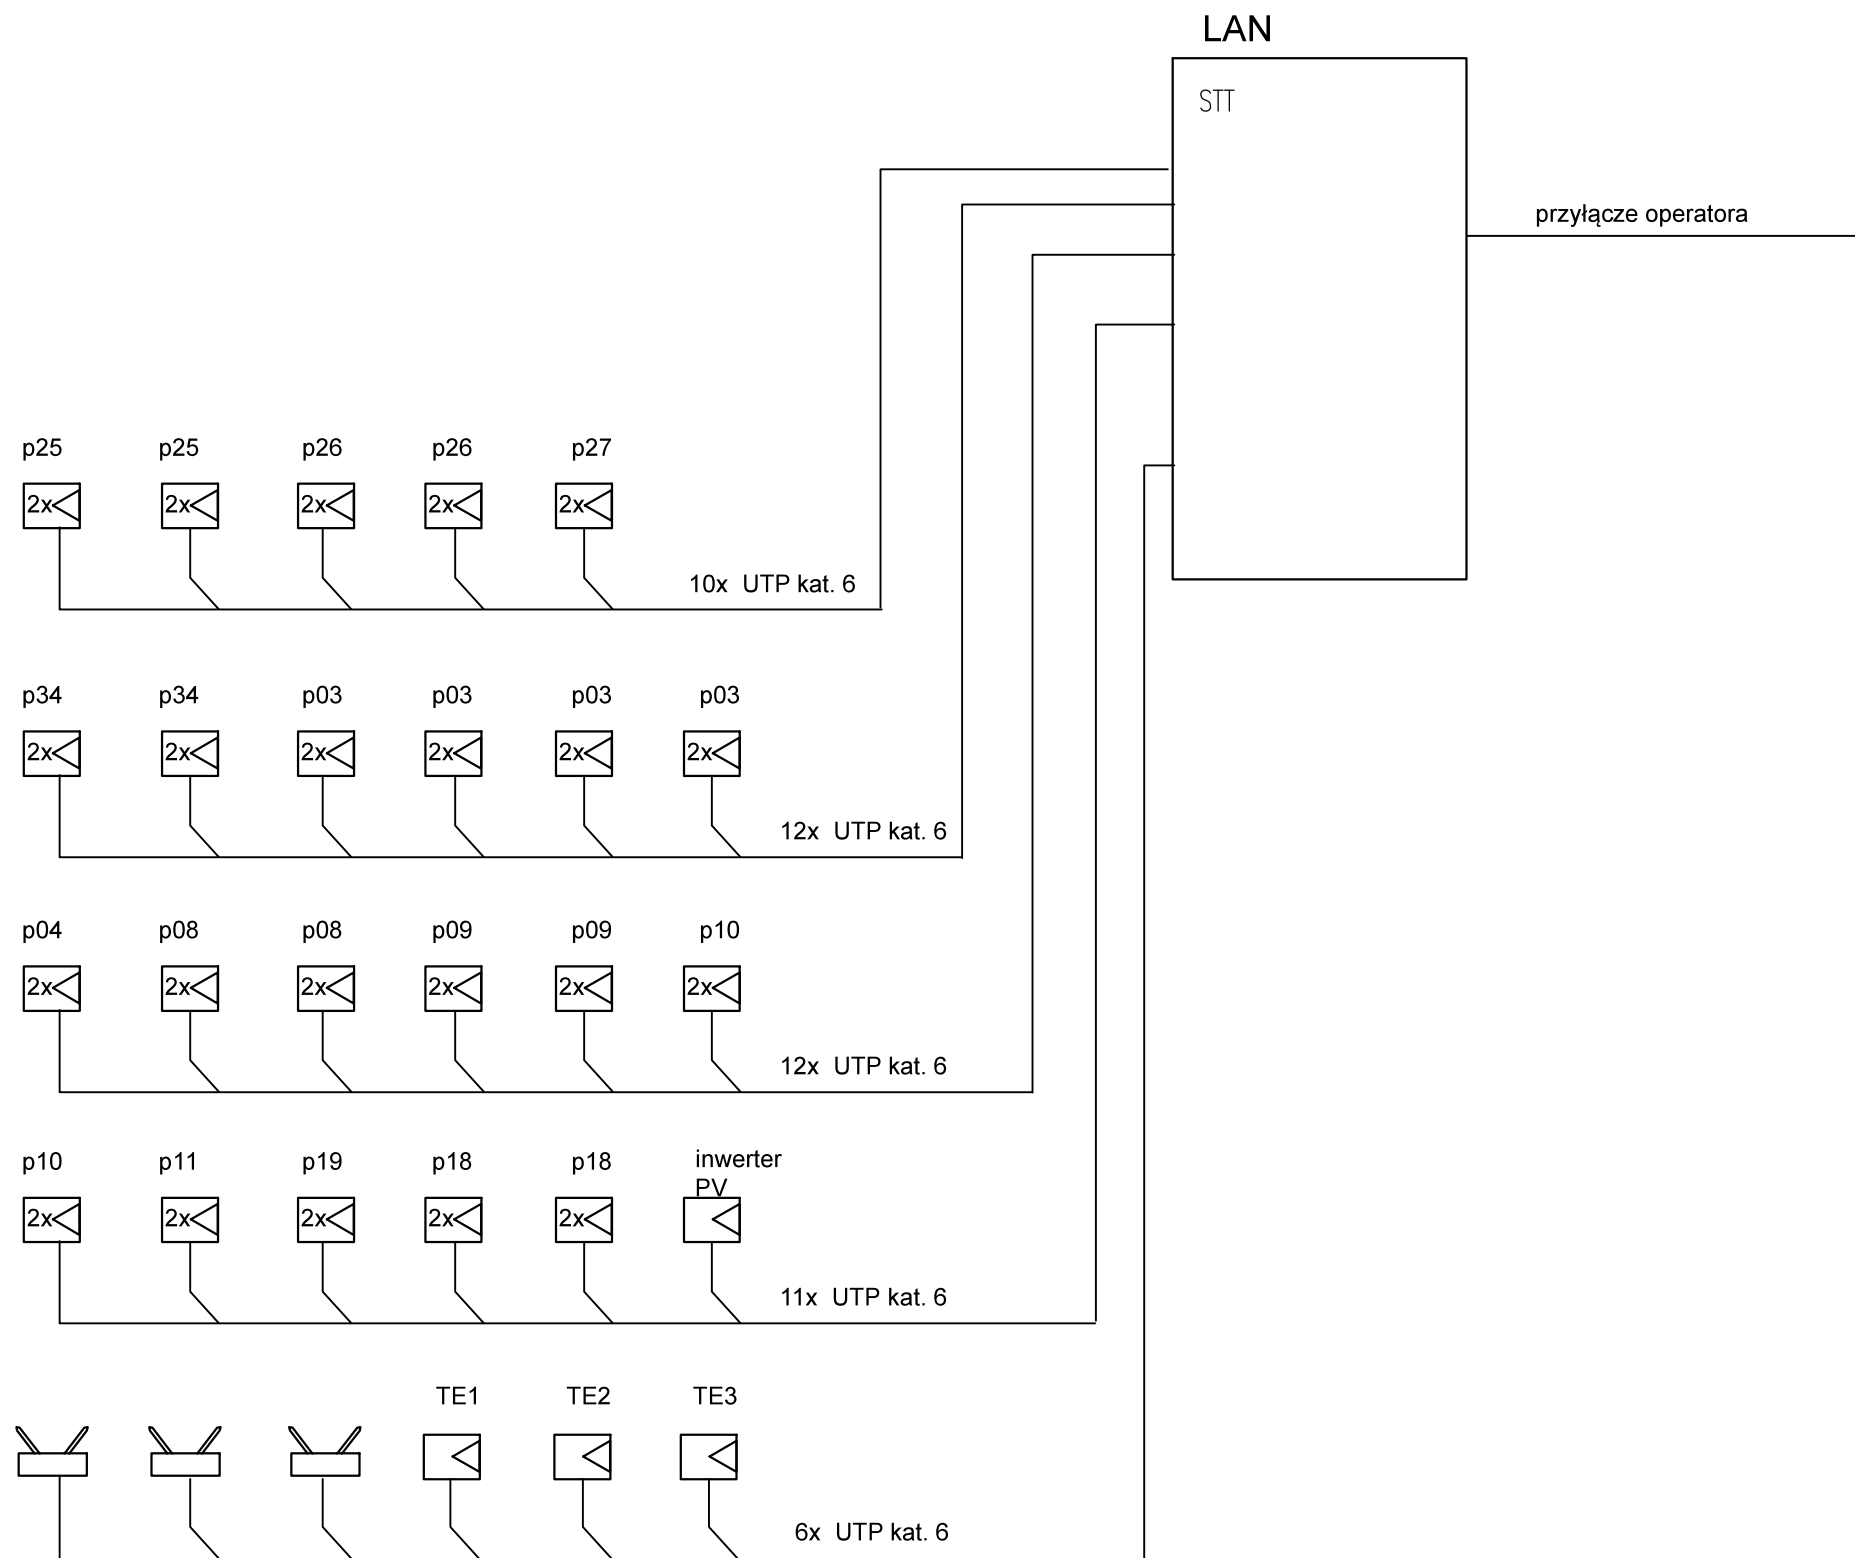 LAN
STT
przyłącze operatora
p25 p25 p26 p26 p27
2x 2x 2x 2x 2x
10x UTP kat. 6
p34 p34 p03 p03 p03 p03
2x 2x 2x 2x 2x 2x
12x UTP kat. 6
p04 p08 p08 p09 p09 p10
2x 2x 2x 2x 2x 2x
12x UTP kat. 6
p10 p11 p19 p18 p18 inwerter
PV
2x 2x 2x 2x 2x
11x UTP kat. 6
TE1 TE2 TE3
6x UTP kat. 6